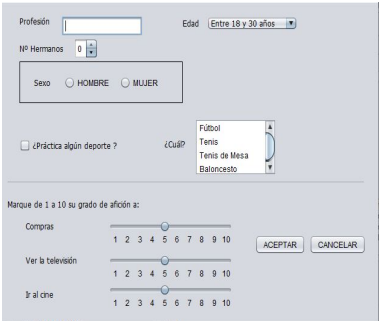 Profesión Edad Entre 18 y 30 años
Nº Hermanos 0
Sexo HOMBRE MUJER
Fútbol
¿Práctica algún deporte ? ¿Cuál? Tenis
Tenis de Mesa
Baloncesto
Marque de 1 a 10 su grado de afición a:
Compras
1 2 3 4 5 6 7 8 9 10
ACEPTAR CANCELAR
Ver la televisión
1 2 3 4 5 6 7 8 9 10
Ir al cine
1 2 3 4 5 6 7 8 9 10